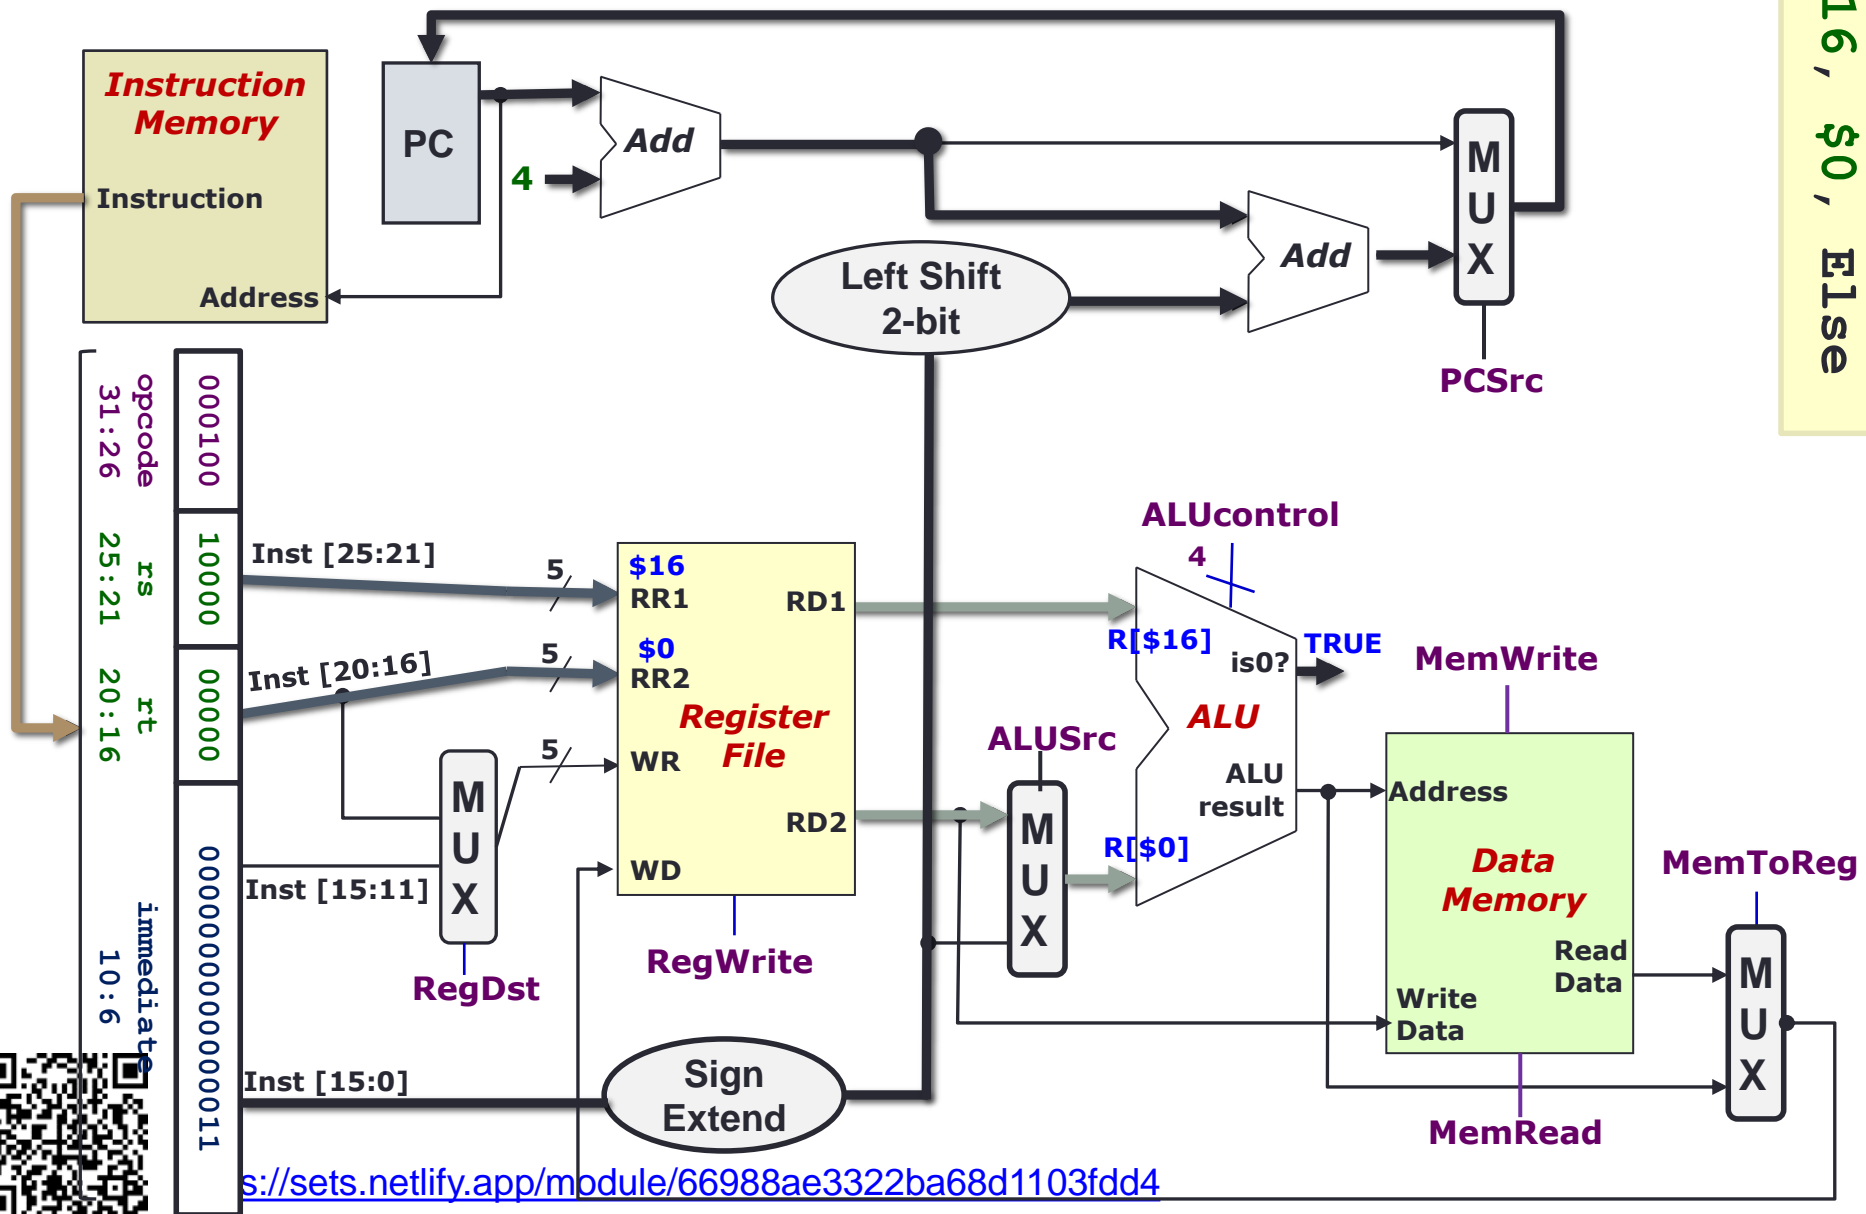 16, $0, Else
Instruction
Memory
Instruction
Address
PC
4
Add
Left Shift
2-bit
Add
M
U
X
PCSrc
opcode
31:26
000100
rs
25:21
10000
rt
20:16
00000
immediate
10:6
0000000000000011
Inst [25:21]
5
Inst [20:16]
5
5
Inst [15:11]
M
U
X
RegDst
Inst [15:0]
Sign
Extend
$16
RR1
RD1
$0
RR2
Register
File
WR
RD2
WD
RegWrite
ALUSrc
M
U
X
ALUcontrol
4
R[$16]
TRUE
is0?
ALU
ALU
result
R[$0]
MemWrite
Address
Data
Memory
Read
Data
Write
Data
MemRead
MemToReg
M
U
X
s://sets.netlify.app/module/66988ae3322ba68d1103fdd4